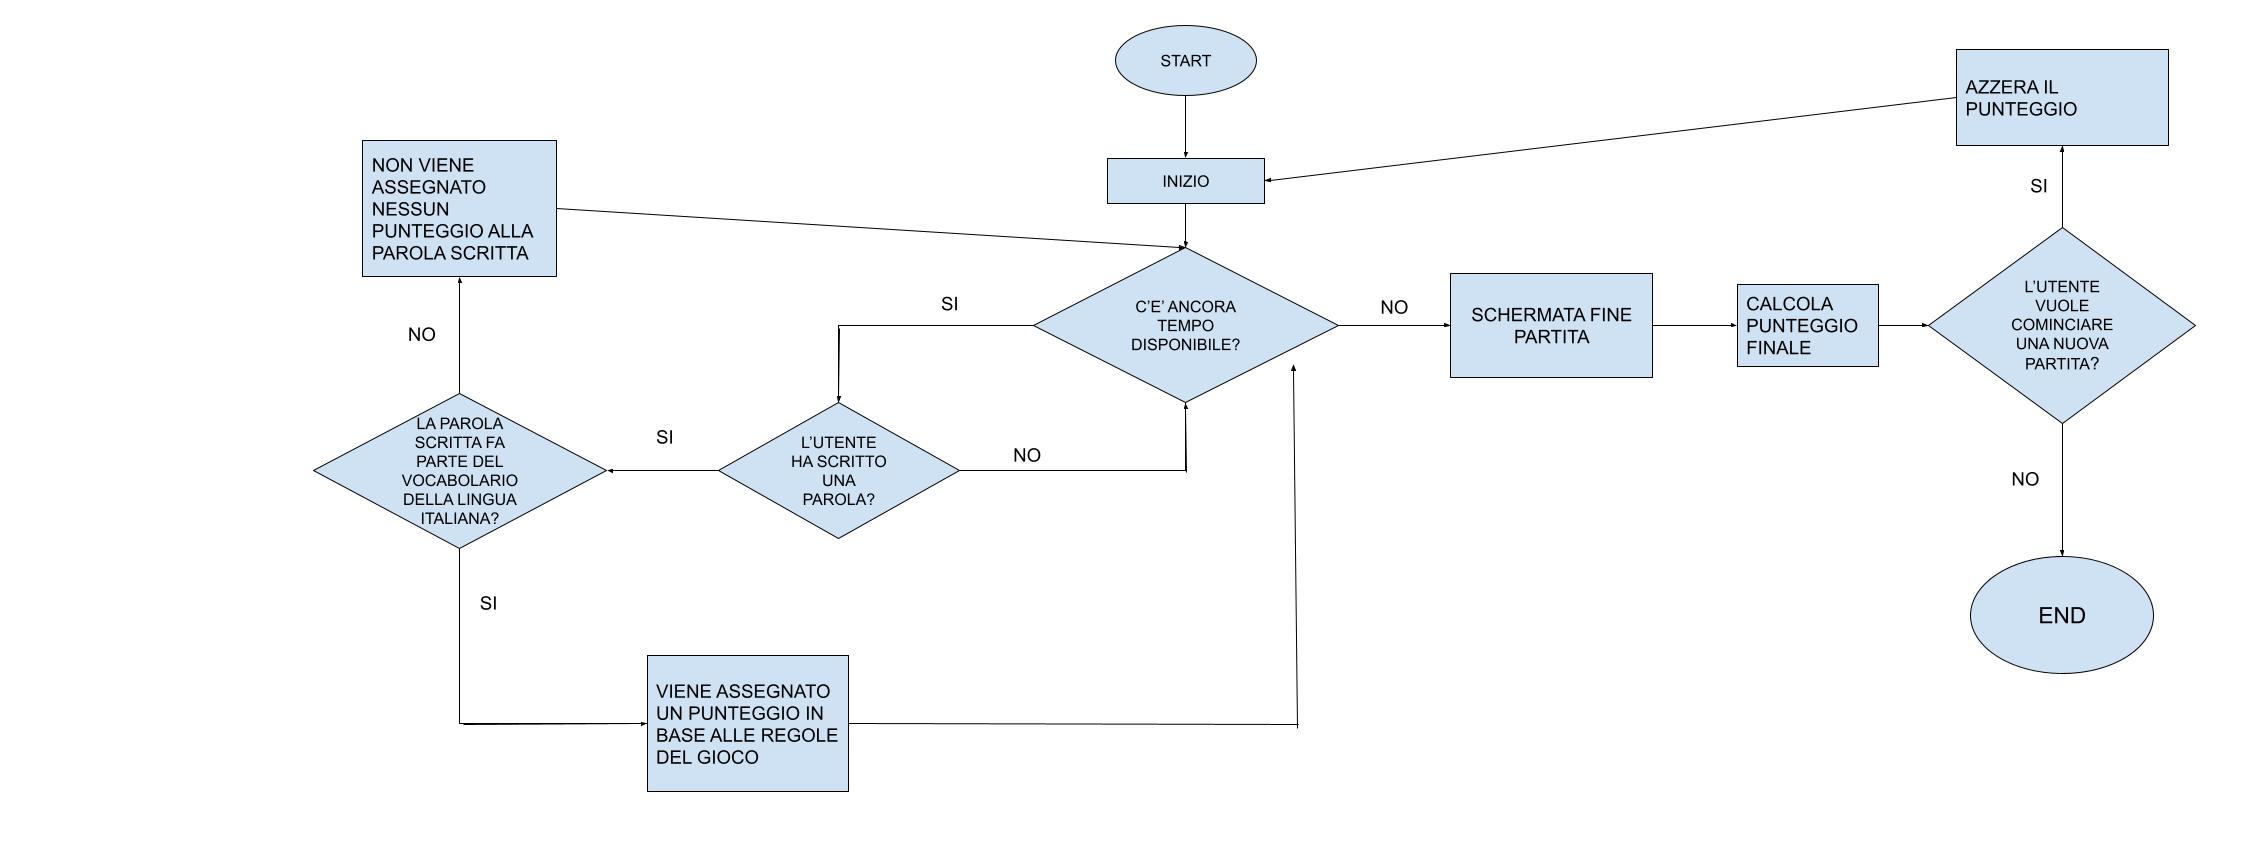 START
AZZERA IL
PUNTEGGIO
INIZIO
NON VIENE
ASSEGNATO
NESSUN
PUNTEGGIO ALLA
PAROLA SCRITTA
SI
C'E' ANCORA
TEMPO
DISPONIBILE?
SI
NO
SCHERMATA FINE
PARTITA
CALCOLA
PUNTEGGIO
FINALE
L'UTENTE
VUOLE
COMINCIARE
UNA NUOVA
PARTITA?
NO
LA PAROLA
SCRITTA FA
PARTE DEL
VOCABOLARIO
DELLA LINGUA
ITALIANA?
SI
L'UTENTE
HA SCRITTO
UNA
PAROLA?
NO
NO
SI
END
VIENE ASSEGNATO
UN PUNTEGGIO IN
BASE ALLE REGOLE
DEL GIOCO